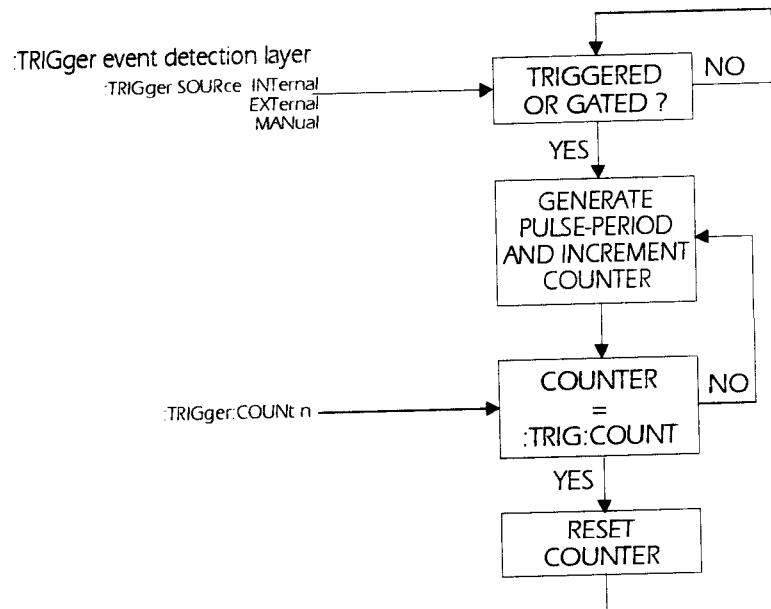 :TRIGger event detection layer
:TRIGger SOURce INTernal
EXTernal
MANual
TRIGGERED
OR GATED ?
NO
YES
GENERATE
PULSE-PERIOD
AND INCREMENT
COUNTER
:TRIGger:COUNt n
COUNTER
=
:TRIG:COUNT
NO
YES
RESET
COUNTER